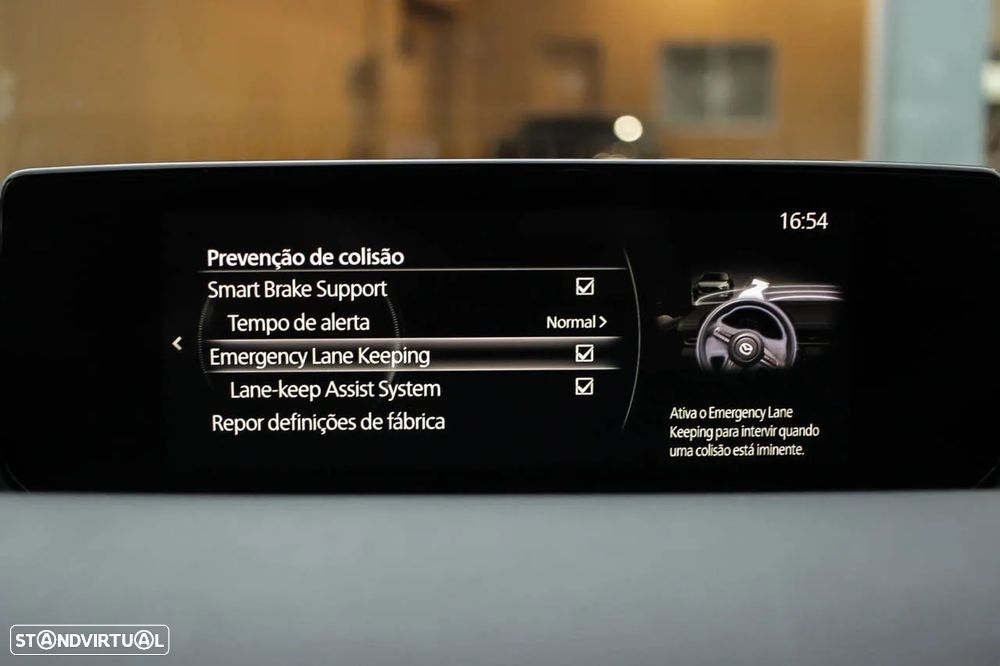 16:54
Prevenção de colisão
Smart Brake Support
Tempo de alerta Normal >
Emergency Lane Keeping
Lane-keep Assist System
Repor definições de fábrica
Ativa o Emergency Lane
Keeping para intervir quando
uma colisão está iminente.
STANDVIRTUAL